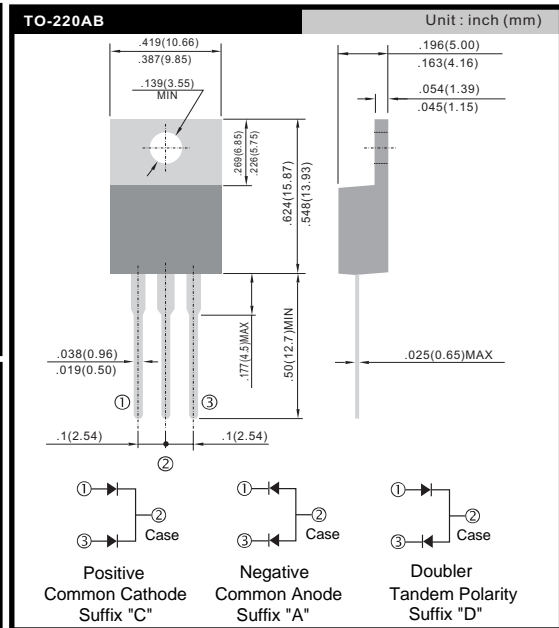 TO-220AB
Unit : inch (mm)
.419(10.66)
.387(9.85)
.139(3.55)
MIN
.269(6.85)
.226(5.75)
.624(15.87)
.548(13.93)
.196(5.00)
.163(4.16)
.054(1.39)
.045(1.15)
.038(0.96)
.019(0.50)
.177(4.5)MAX
.50(12.7)MIN
.025(0.65)MAX
① ③
.1(2.54) .1(2.54)
②
① ③ ② Case
Positive
Common Cathode
Suffix "C"
① ③ ② Case
Negative
Common Anode
Suffix "A"
① ③ ② Case
Doubler
Tandem Polarity
Suffix "D"